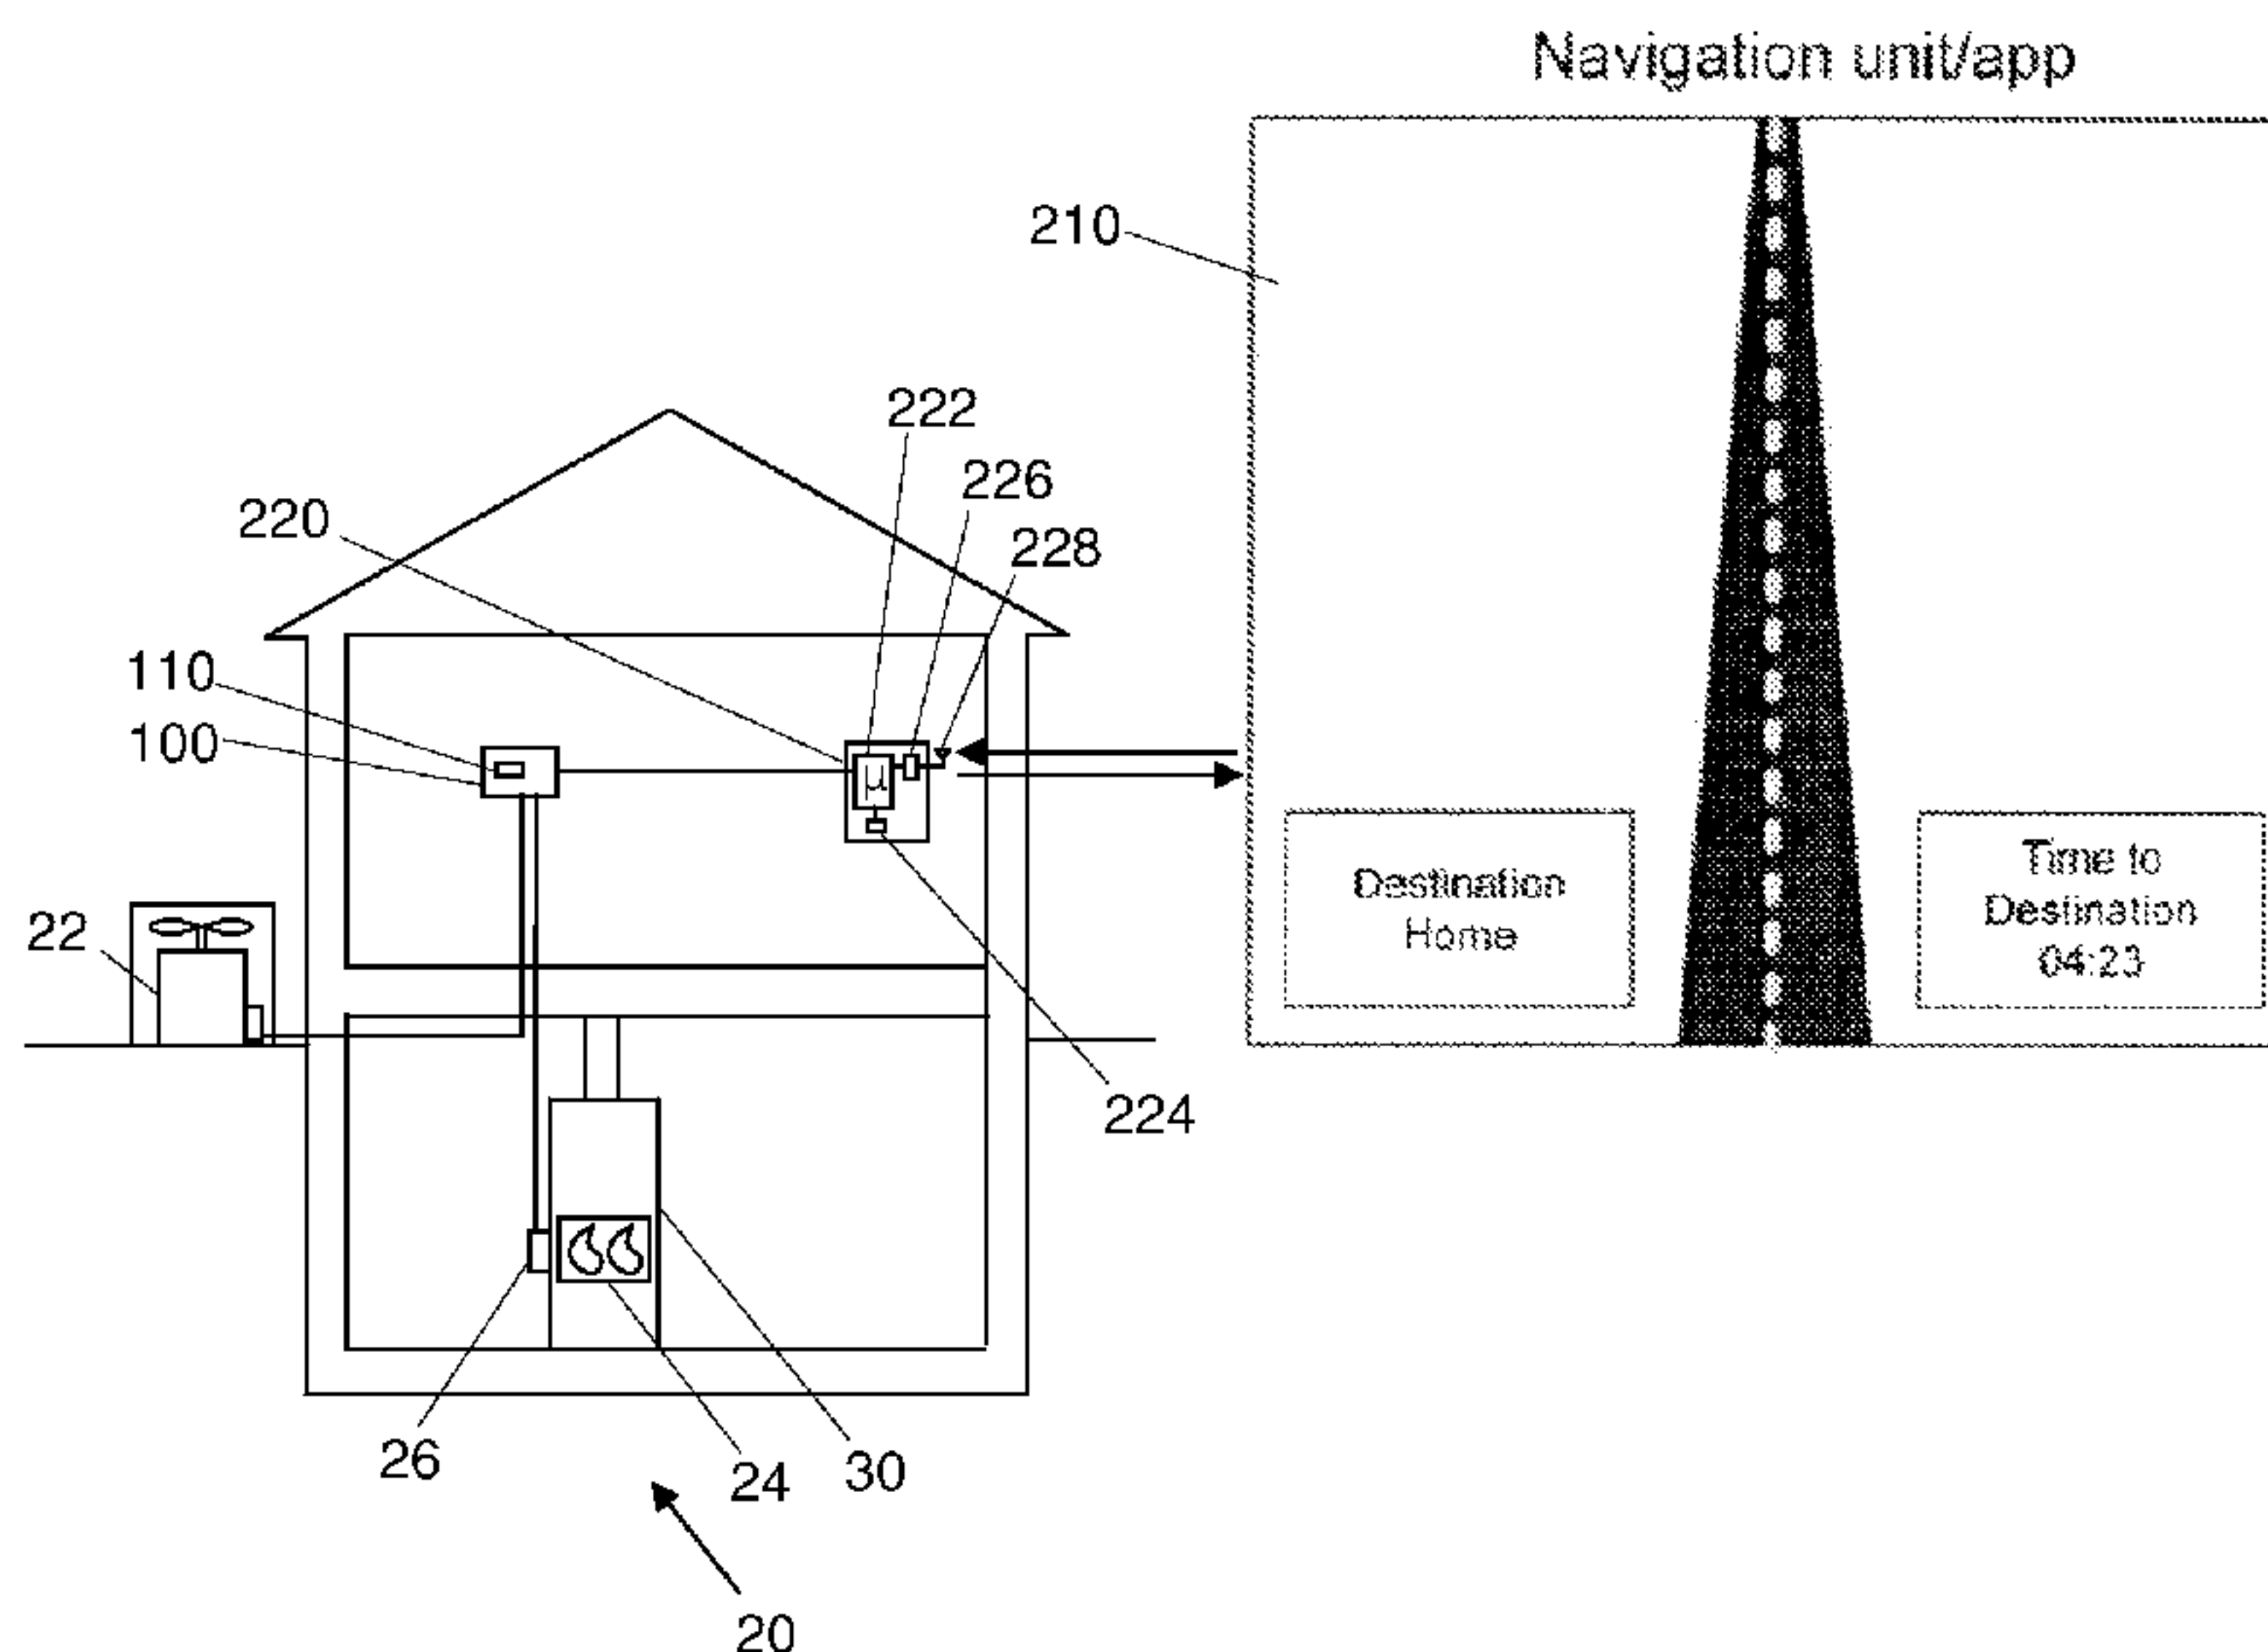 Navigation unit/app
210
222
226
220
228
110
100
μ
22
Destination
Home
Time to
Destination
04:23
224
26
24
30
20